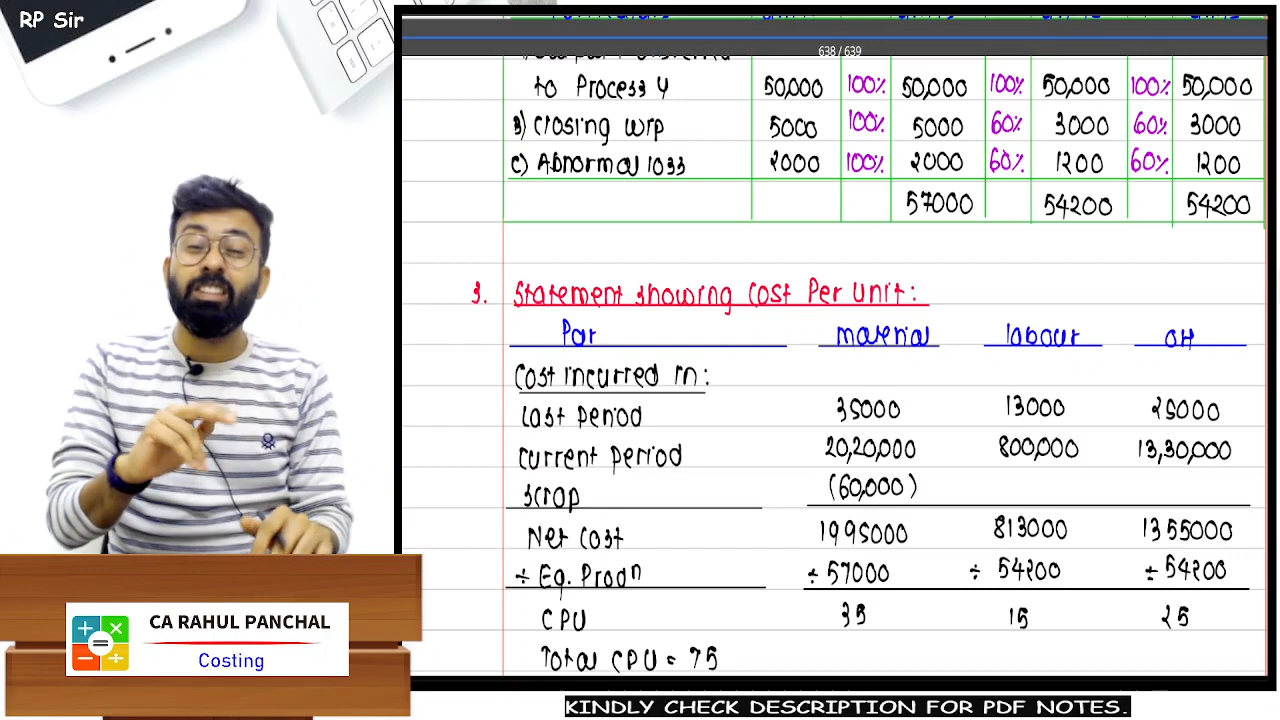 RP Sir
638 / 639
to Process Y 50,000 100% 50,000 100% 50,000 100% 50,000
B) Closing WIP 5000 100% 5000 60% 3000 60% 3000
C) Abnormal loss 2000 100% 2000 60% 1200 60% 1200
57000 54200 54200
3. Statement showing Cost Per Unit:
Par material labour OH
Cost incurred in:
Last Period 35000 13000 25000
Current Period 20,20,000 800,000 13,30,000
Scrap (60,000)
Net Cost 1995000 813000 1355000
÷ Eq. Prodn ÷ 57000 ÷ 54200 ÷ 54200
CPU 35 15 25
Total CPU = 75
CA RAHUL PANCHAL
Costing
KINDLY CHECK DESCRIPTION FOR PDF NOTES.